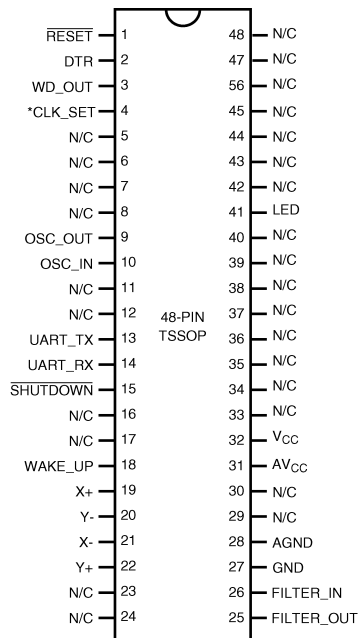 RESET 1 48 N/C
DTR 2 47 N/C
WD_OUT 3 56 N/C
*CLK_SET 4 45 N/C
N/C 5 44 N/C
N/C 6 43 N/C
N/C 7 42 N/C
N/C 8 41 LED
OSC_OUT 9 40 N/C
OSC_IN 10 39 N/C
N/C 11 38 N/C
N/C 12 37 N/C
48-PIN
TSSOP
UART_TX 13 36 N/C
UART_RX 14 35 N/C
SHUTDOWN 15 34 N/C
N/C 16 33 N/C
N/C 17 32 VCC
WAKE_UP 18 31 AVCC
X+ 19 30 N/C
Y- 20 29 N/C
X- 21 28 AGND
Y+ 22 27 GND
N/C 23 26 FILTER_IN
N/C 24 25 FILTER_OUT